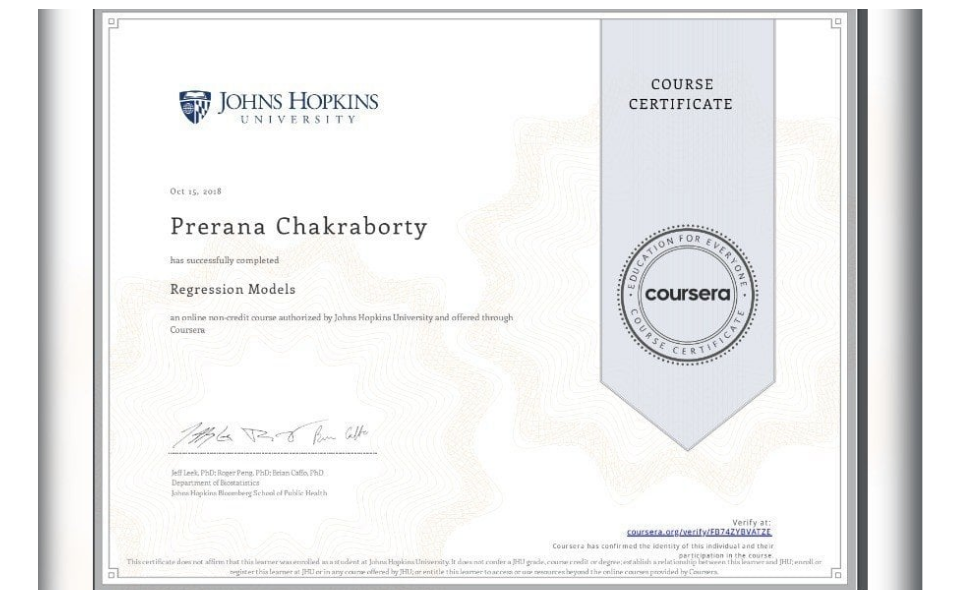 JOHNS HOPKINS
UNIVERSITY
COURSE
CERTIFICATE
Oct 15, 2018
Prerana Chakraborty
has successfully completed
Regression Models
an online non-credit course authorized by Johns Hopkins University and offered through
Coursera
EDUCATION FOR EVERYONE
coursera
COURSE CERTIFICATE
Jeff Leek, PhD; Roger Peng, PhD; Brian Caffo, PhD
Department of Biostatistics
Johns Hopkins Bloomberg School of Public Health
Verify at:
coursera.org/verify/FB74ZYBVATZE
Coursera has confirmed the identity of this individual and their
participation in the course.
This certificate does not affirm that this learner was enrolled as a student at Johns Hopkins University. It does not confer a JHU grade, course credit or degree; establish a relationship between this learner and JHU; enroll or
register this learner at JHU or in any course offered by JHU; or entitle this learner to access or use resources beyond the online courses provided by Coursera.